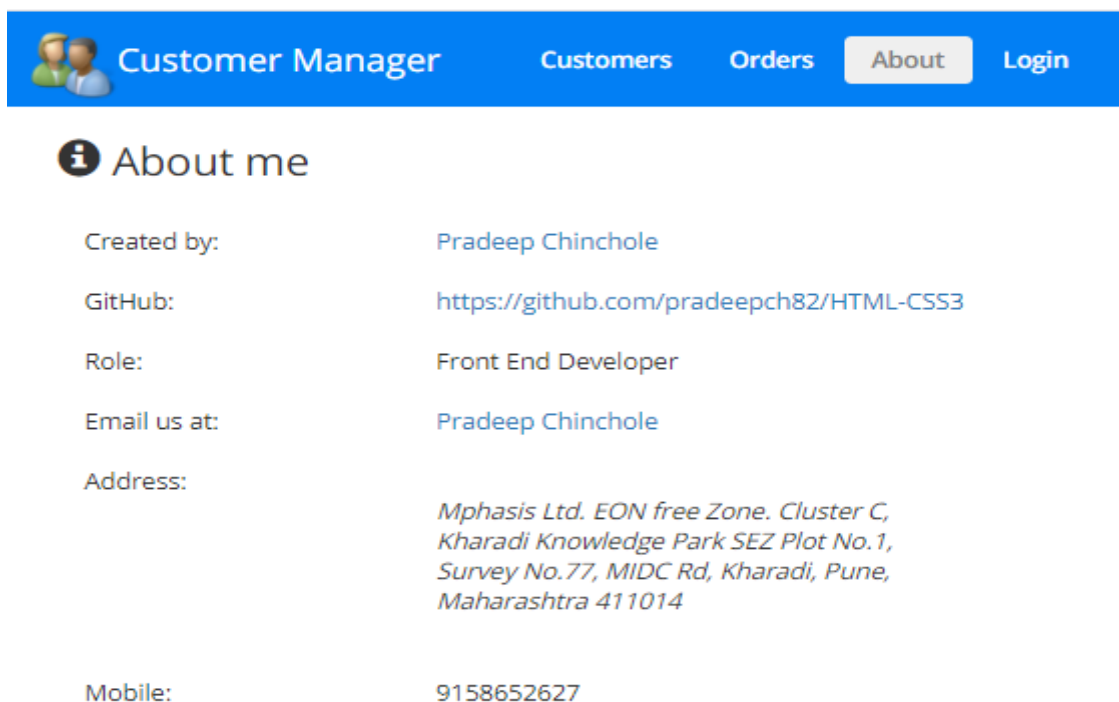 Customer Manager Customers Orders About Login
About me
Created by: Pradeep Chinchole
GitHub: https://github.com/pradeepch82/HTML-CSS3
Role: Front End Developer
Email us at: Pradeep Chinchole
Address:
Mphasis Ltd. EON free Zone. Cluster C,
Kharadi Knowledge Park SEZ Plot No.1,
Survey No.77, MIDC Rd, Kharadi, Pune,
Maharashtra 411014
Mobile: 9158652627